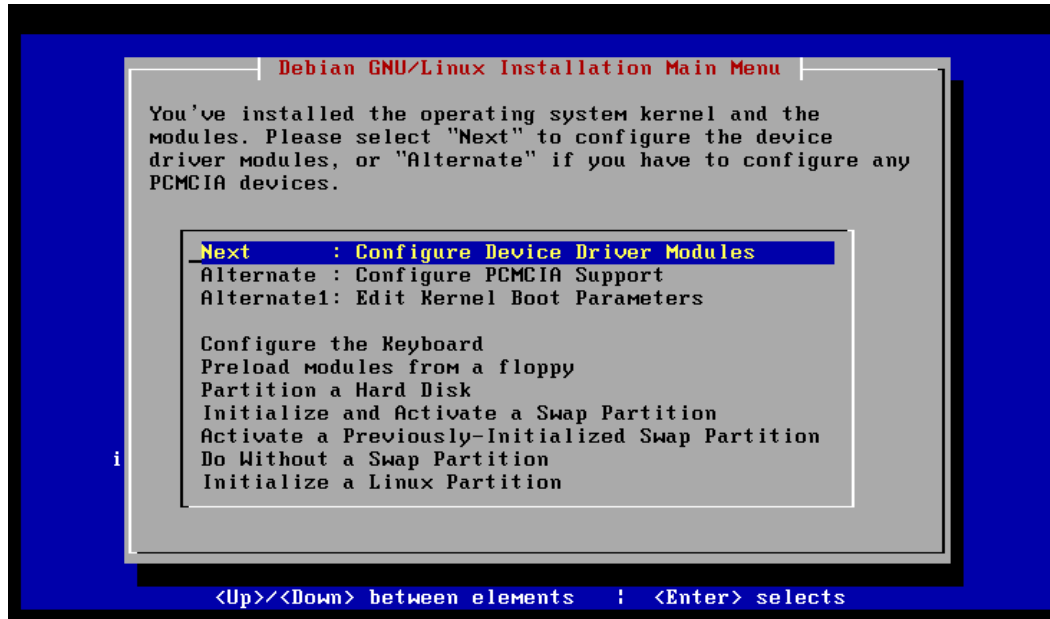 Debian GNU/Linux Installation Main Menu
You've installed the operating system kernel and the
modules. Please select "Next" to configure the device
driver modules, or "Alternate" if you have to configure any
PCMCIA devices.
Next      : Configure Device Driver Modules
Alternate : Configure PCMCIA Support
Alternate1: Edit Kernel Boot Parameters
Configure the Keyboard
Preload modules from a floppy
Partition a Hard Disk
Initialize and Activate a Swap Partition
Activate a Previously-Initialized Swap Partition
i
Do Without a Swap Partition
Initialize a Linux Partition
<Up>/<Down> between elements   ¦  <Enter> selects